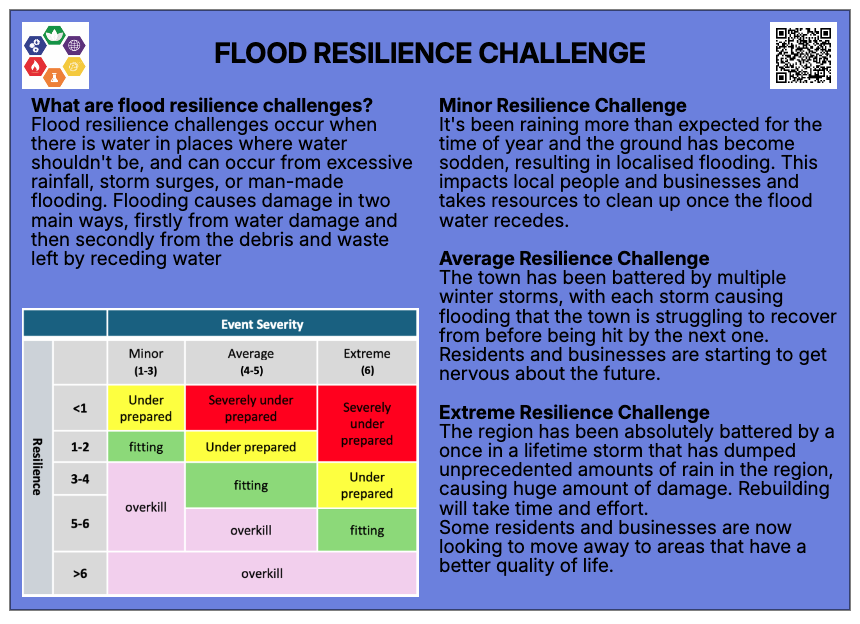 FLOOD RESILIENCE CHALLENGE
What are flood resilience challenges?
Flood resilience challenges occur when
there is water in places where water
shouldn't be, and can occur from excessive
rainfall, storm surges, or man-made
flooding. Flooding causes damage in two
main ways, firstly from water damage and
then secondly from the debris and waste
left by receding water
Event Severity
Minor
(1-3)
Average
(4-5)
Extreme
(6)
Resilience
<1
Under
prepared
Severely under
prepared
Severely
under
prepared
1-2
fitting
Under prepared
3-4
overkill
fitting
Under
prepared
5-6
overkill
fitting
>6
overkill
Minor Resilience Challenge
It's been raining more than expected for the
time of year and the ground has become
sodden, resulting in localised flooding. This
impacts local people and businesses and
takes resources to clean up once the flood
water recedes.
Average Resilience Challenge
The town has been battered by multiple
winter storms, with each storm causing
flooding that the town is struggling to recover
from before being hit by the next one.
Residents and businesses are starting to get
nervous about the future.
Extreme Resilience Challenge
The region has been absolutely battered by a
once in a lifetime storm that has dumped
unprecedented amounts of rain in the region,
causing huge amount of damage. Rebuilding
will take time and effort.
Some residents and businesses are now
looking to move away to areas that have a
better quality of life.